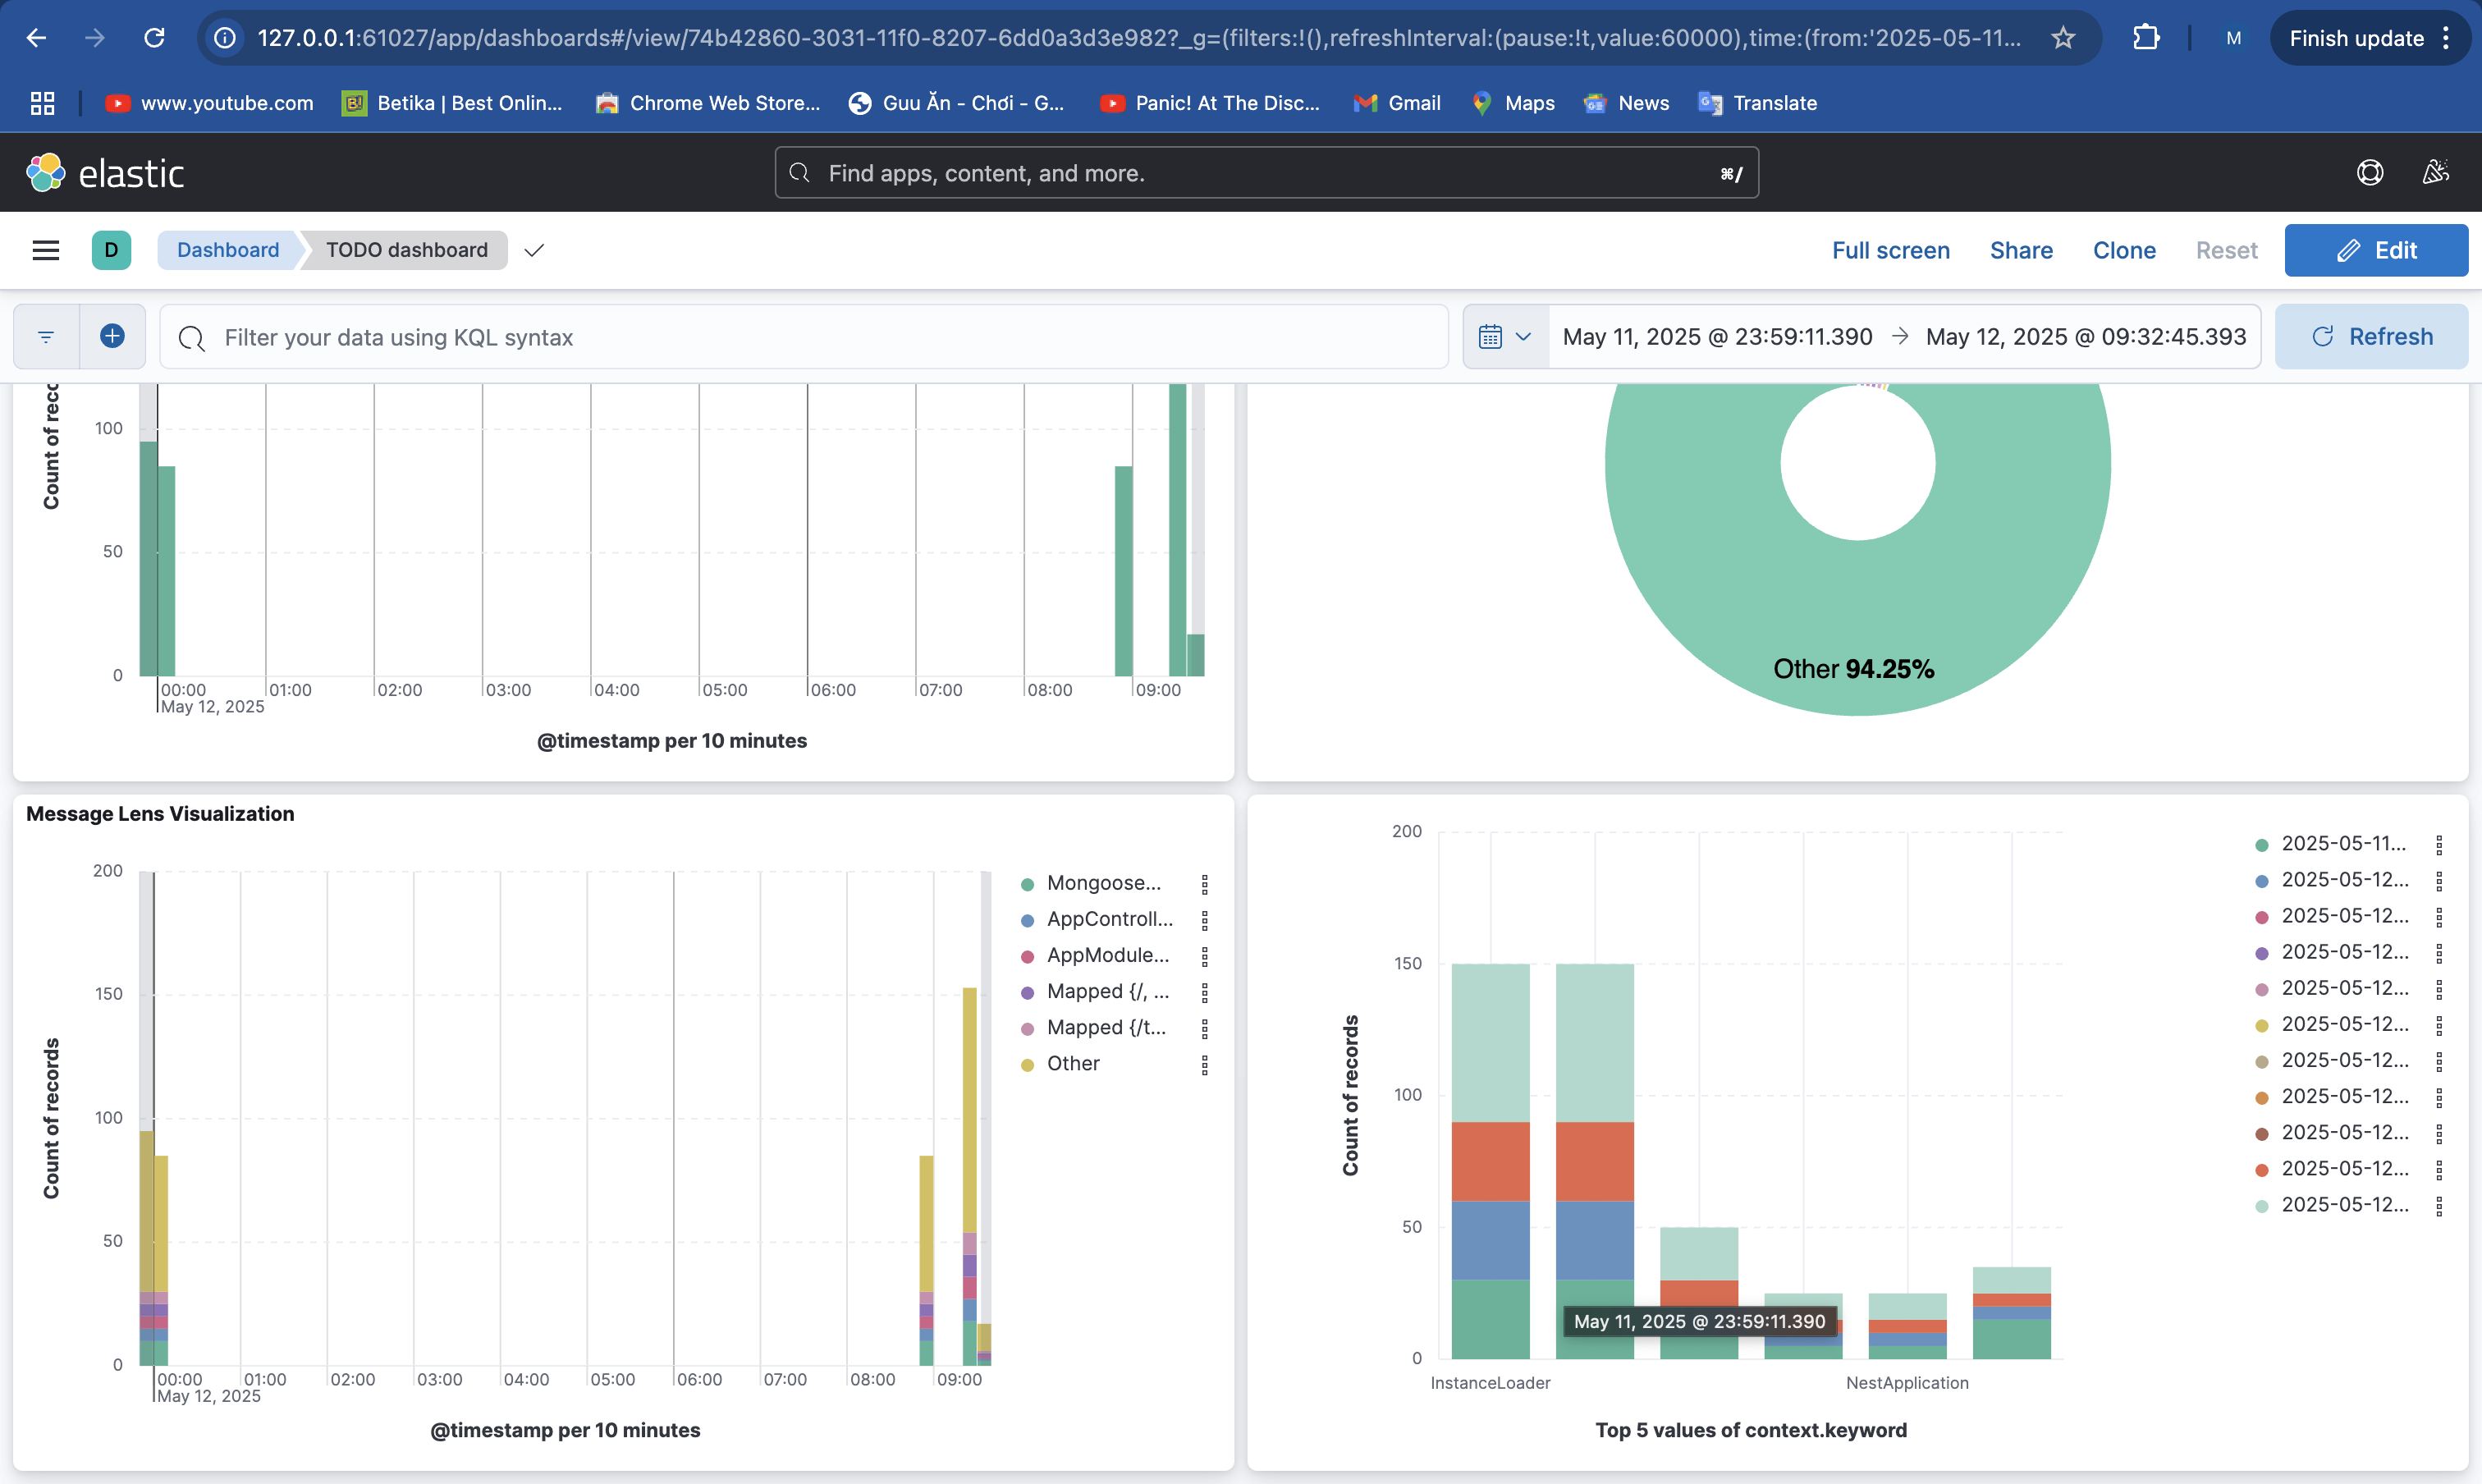 127.0.0.1:61027/app/dashboards#/view/74b42860-3031-11f0-8207-6dd0a3d3e982?_g=(filters:!(),refreshInterval:(pause:!t,value:60000),time:(from:'2025-05-11...
M
Finish update
www.youtube.com
Betika | Best Onlin...
Chrome Web Store...
Guu Ăn - Chơi - G...
Panic! At The Disc...
Gmail
Maps
News
Translate
elastic
Find apps, content, and more.
⌘/
D
Dashboard
TODO dashboard
Full screen
Share
Clone
Reset
Edit
Filter your data using KQL syntax
May 11, 2025 @ 23:59:11.390 → May 12, 2025 @ 09:32:45.393
Refresh
Count of reco
100
50
0
00:00
01:00
02:00
03:00
04:00
05:00
06:00
07:00
08:00
09:00
May 12, 2025
@timestamp per 10 minutes
Other 94.25%
Message Lens Visualization
Count of records
200
150
100
50
0
00:00
01:00
02:00
03:00
04:00
05:00
06:00
07:00
08:00
09:00
May 12, 2025
@timestamp per 10 minutes
Mongoose...
AppControll...
AppModule...
Mapped {/, ...
Mapped {/t...
Other
Count of records
200
150
100
50
0
May 11, 2025 @ 23:59:11.390
InstanceLoader
NestApplication
Top 5 values of context.keyword
2025-05-11...
2025-05-12...
2025-05-12...
2025-05-12...
2025-05-12...
2025-05-12...
2025-05-12...
2025-05-12...
2025-05-12...
2025-05-12...
2025-05-12...